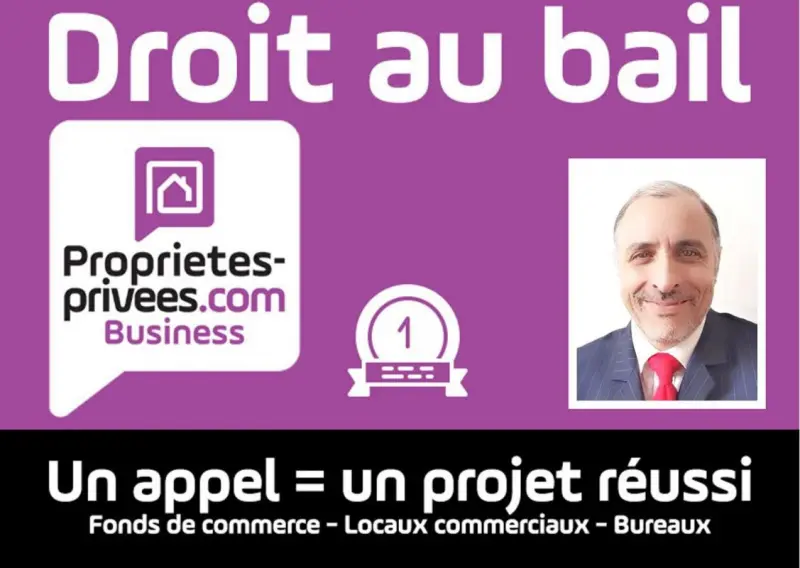 Droit au bail
Proprietes-
privees.com
Business
1
Un appel = un projet réussi
Fonds de commerce - Locaux commerciaux - Bureaux